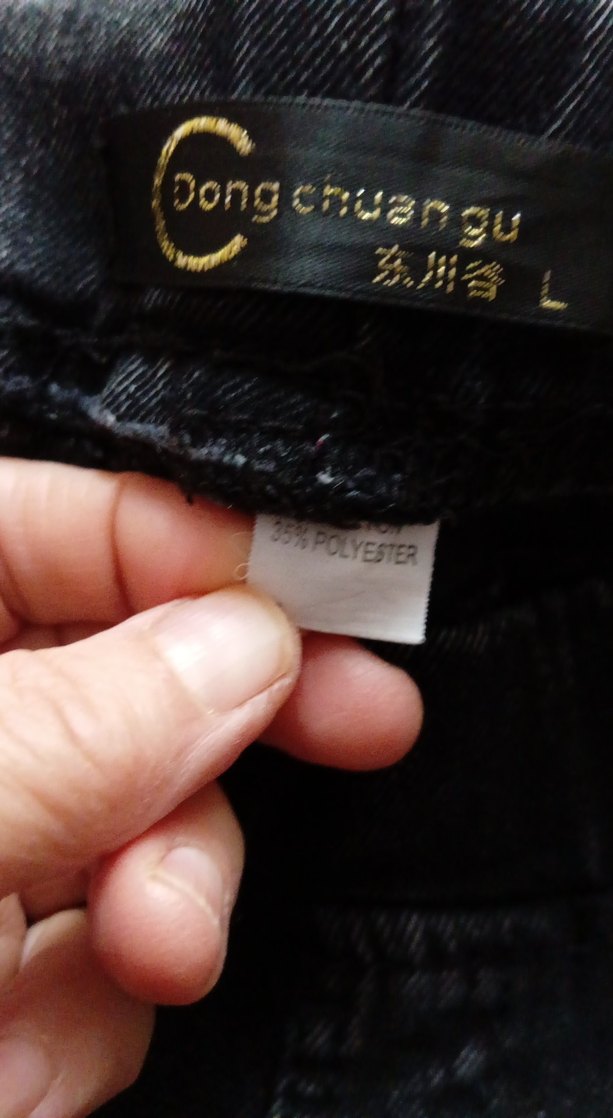 Dong chuan gu
东川谷 L
35% POLYESTER